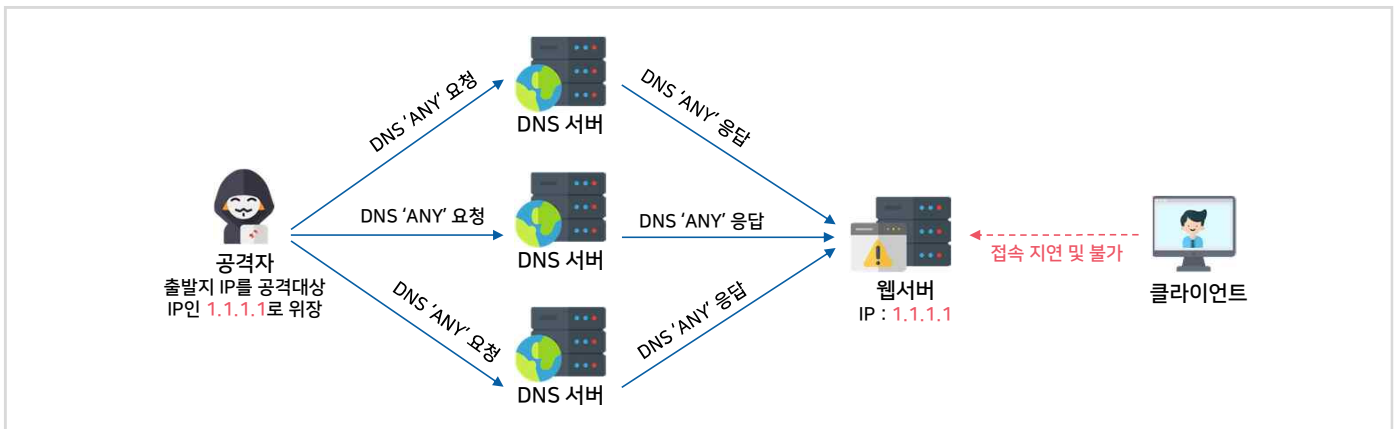 DNS ‘ANY’ 요청
DNS 서버
DNS ‘ANY’ 응답
DNS ‘ANY’ 요청
DNS 서버
DNS ‘ANY’ 응답
공격자
출발지 IP를 공격대상
IP인 1.1.1.1로 위장
DNS ‘ANY’ 요청
DNS 서버
DNS ‘ANY’ 응답
웹서버
IP : 1.1.1.1
접속 지연 및 불가
클라이언트